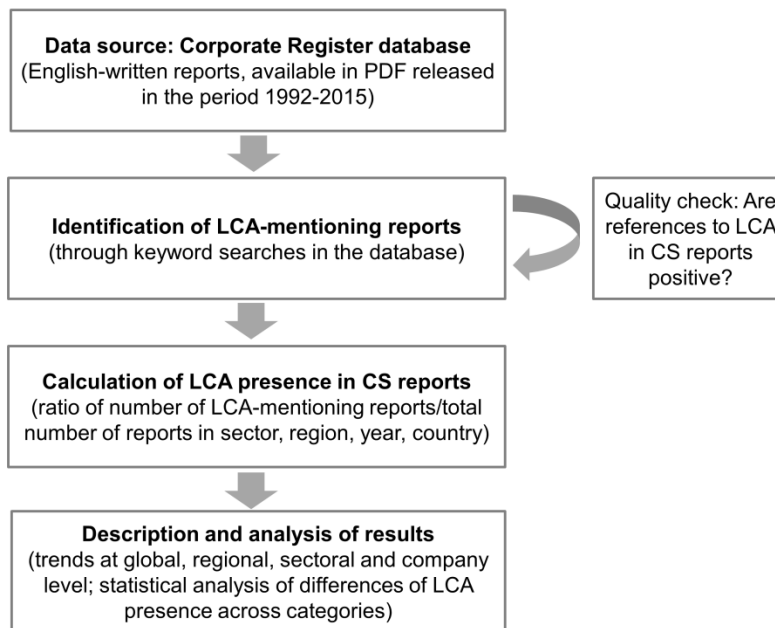 Data source: Corporate Register database
(English-written reports, available in PDF released
in the period 1992-2015)
Identification of LCA-mentioning reports
(through keyword searches in the database)
Quality check: Are
references to LCA
in CS reports
positive?
Calculation of LCA presence in CS reports
(ratio of number of LCA-mentioning reports/total
number of reports in sector, region, year, country)
Description and analysis of results
(trends at global, regional, sectoral and company
level; statistical analysis of differences of LCA
presence across categories)